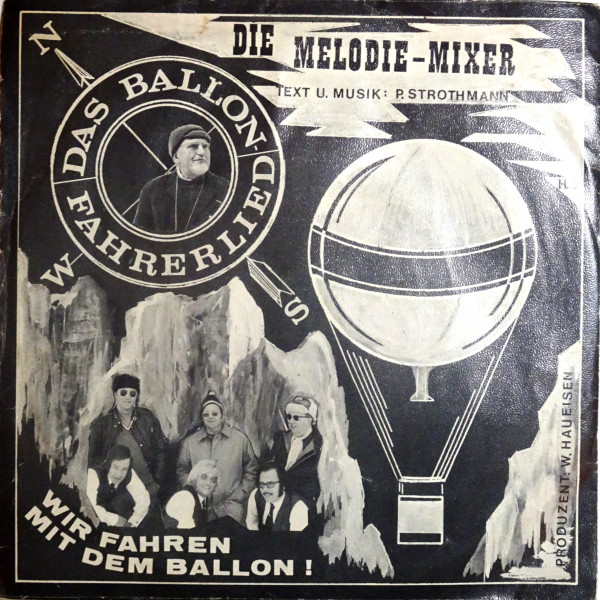 DIE MELODIE-MIXER
TEXT U. MUSIK: P. STROTHMANN
N
DAS BALLON-
FAHRERLIED
W
S
WIR FAHREN
MIT DEM BALLON !
PRODUZENT: W. HAUEISEN